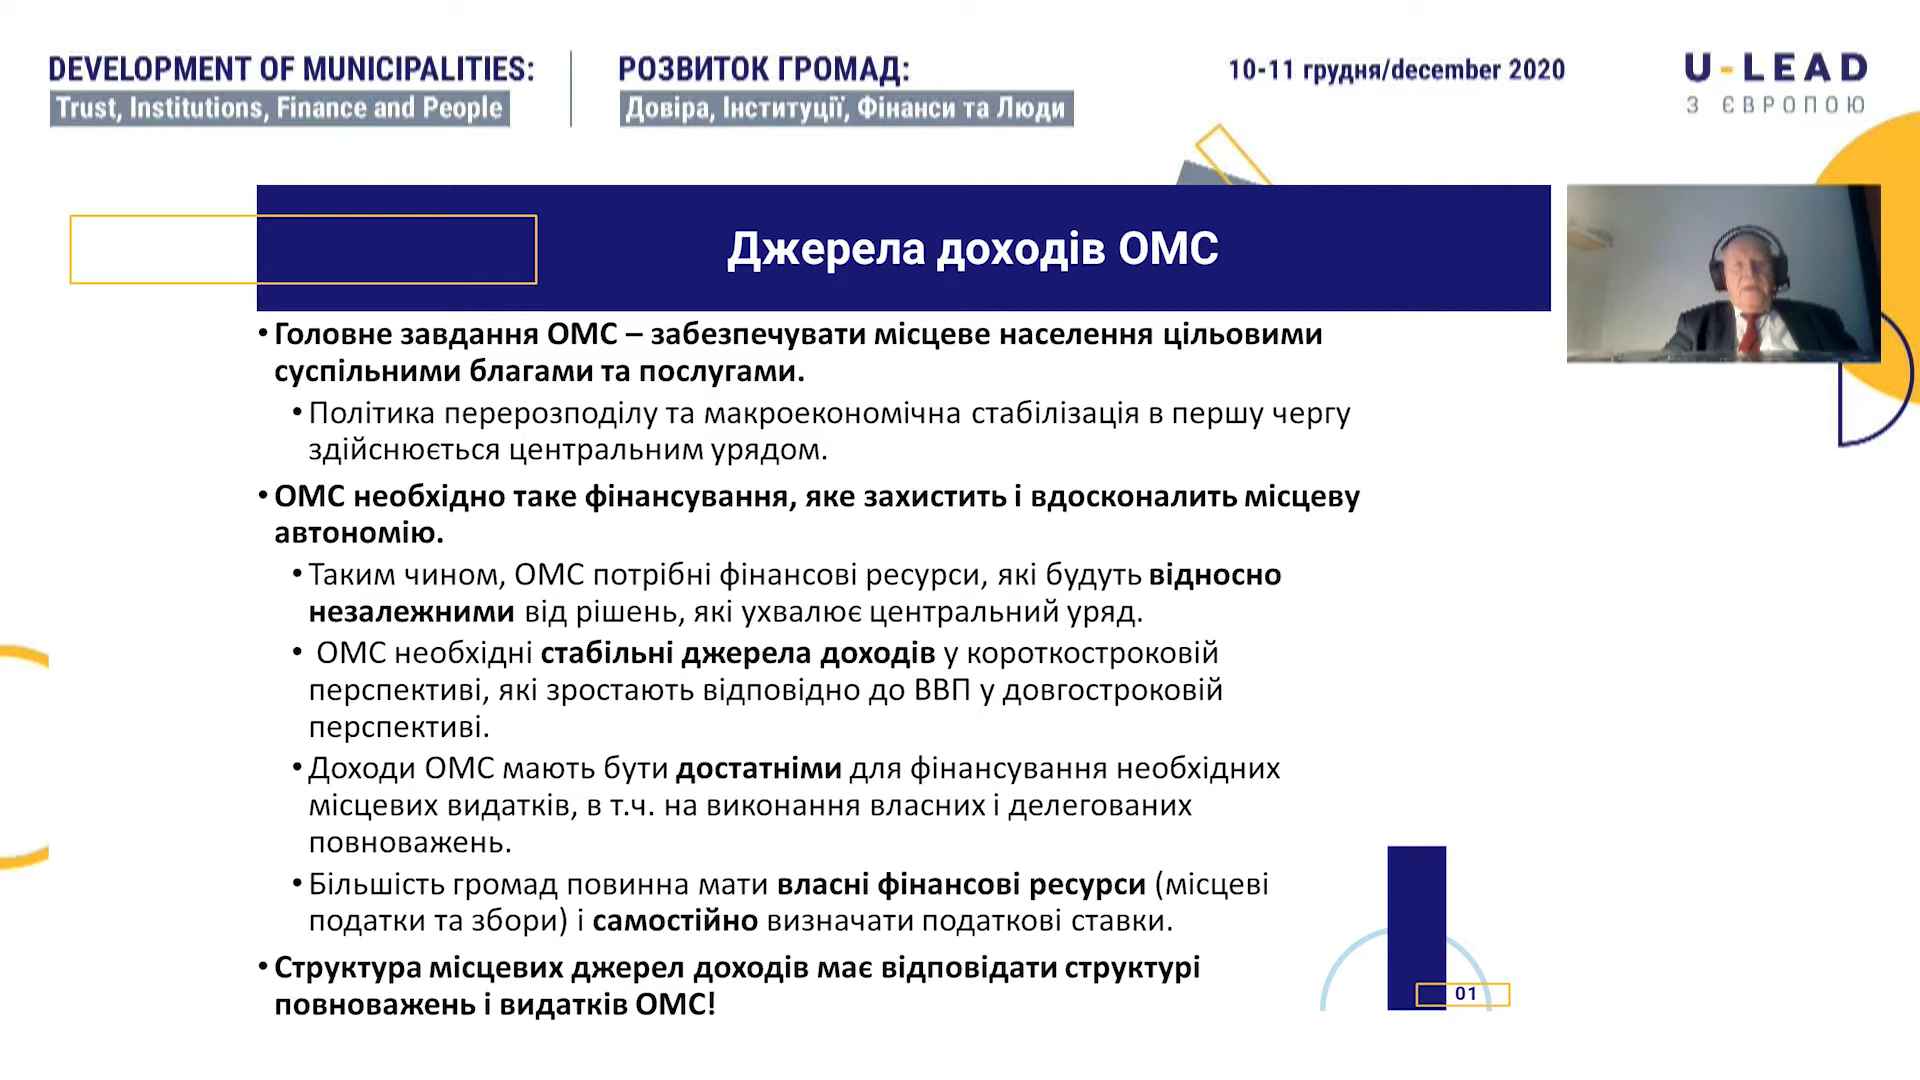 DEVELOPMENT OF MUNICIPALITIES:
Trust, Institutions, Finance and People
РОЗВИТОК ГРОМАД:
Довіра, Інституції, Фінанси та Люди
10-11 грудня/december 2020
U-LEAD
З ЄВРОПОЮ
Джерела доходів ОМС
• Головне завдання ОМС – забезпечувати місцеве населення цільовими
суспільними благами та послугами.
• Політика перерозподілу та макроекономічна стабілізація в першу чергу
здійснюється центральним урядом.
• ОМС необхідно таке фінансування, яке захистить і вдосконалить місцеву
автономію.
• Таким чином, ОМС потрібні фінансові ресурси, які будуть відносно
незалежними від рішень, які ухвалює центральний уряд.
• ОМС необхідні стабільні джерела доходів у короткостроковій
перспективі, які зростають відповідно до ВВП у довгостроковій
перспективі.
• Доходи ОМС мають бути достатніми для фінансування необхідних
місцевих видатків, в т.ч. на виконання власних і делегованих
повноважень.
• Більшість громад повинна мати власні фінансові ресурси (місцеві
податки та збори) і самостійно визначати податкові ставки.
• Структура місцевих джерел доходів має відповідати структурі
повноважень і видатків ОМС!
01